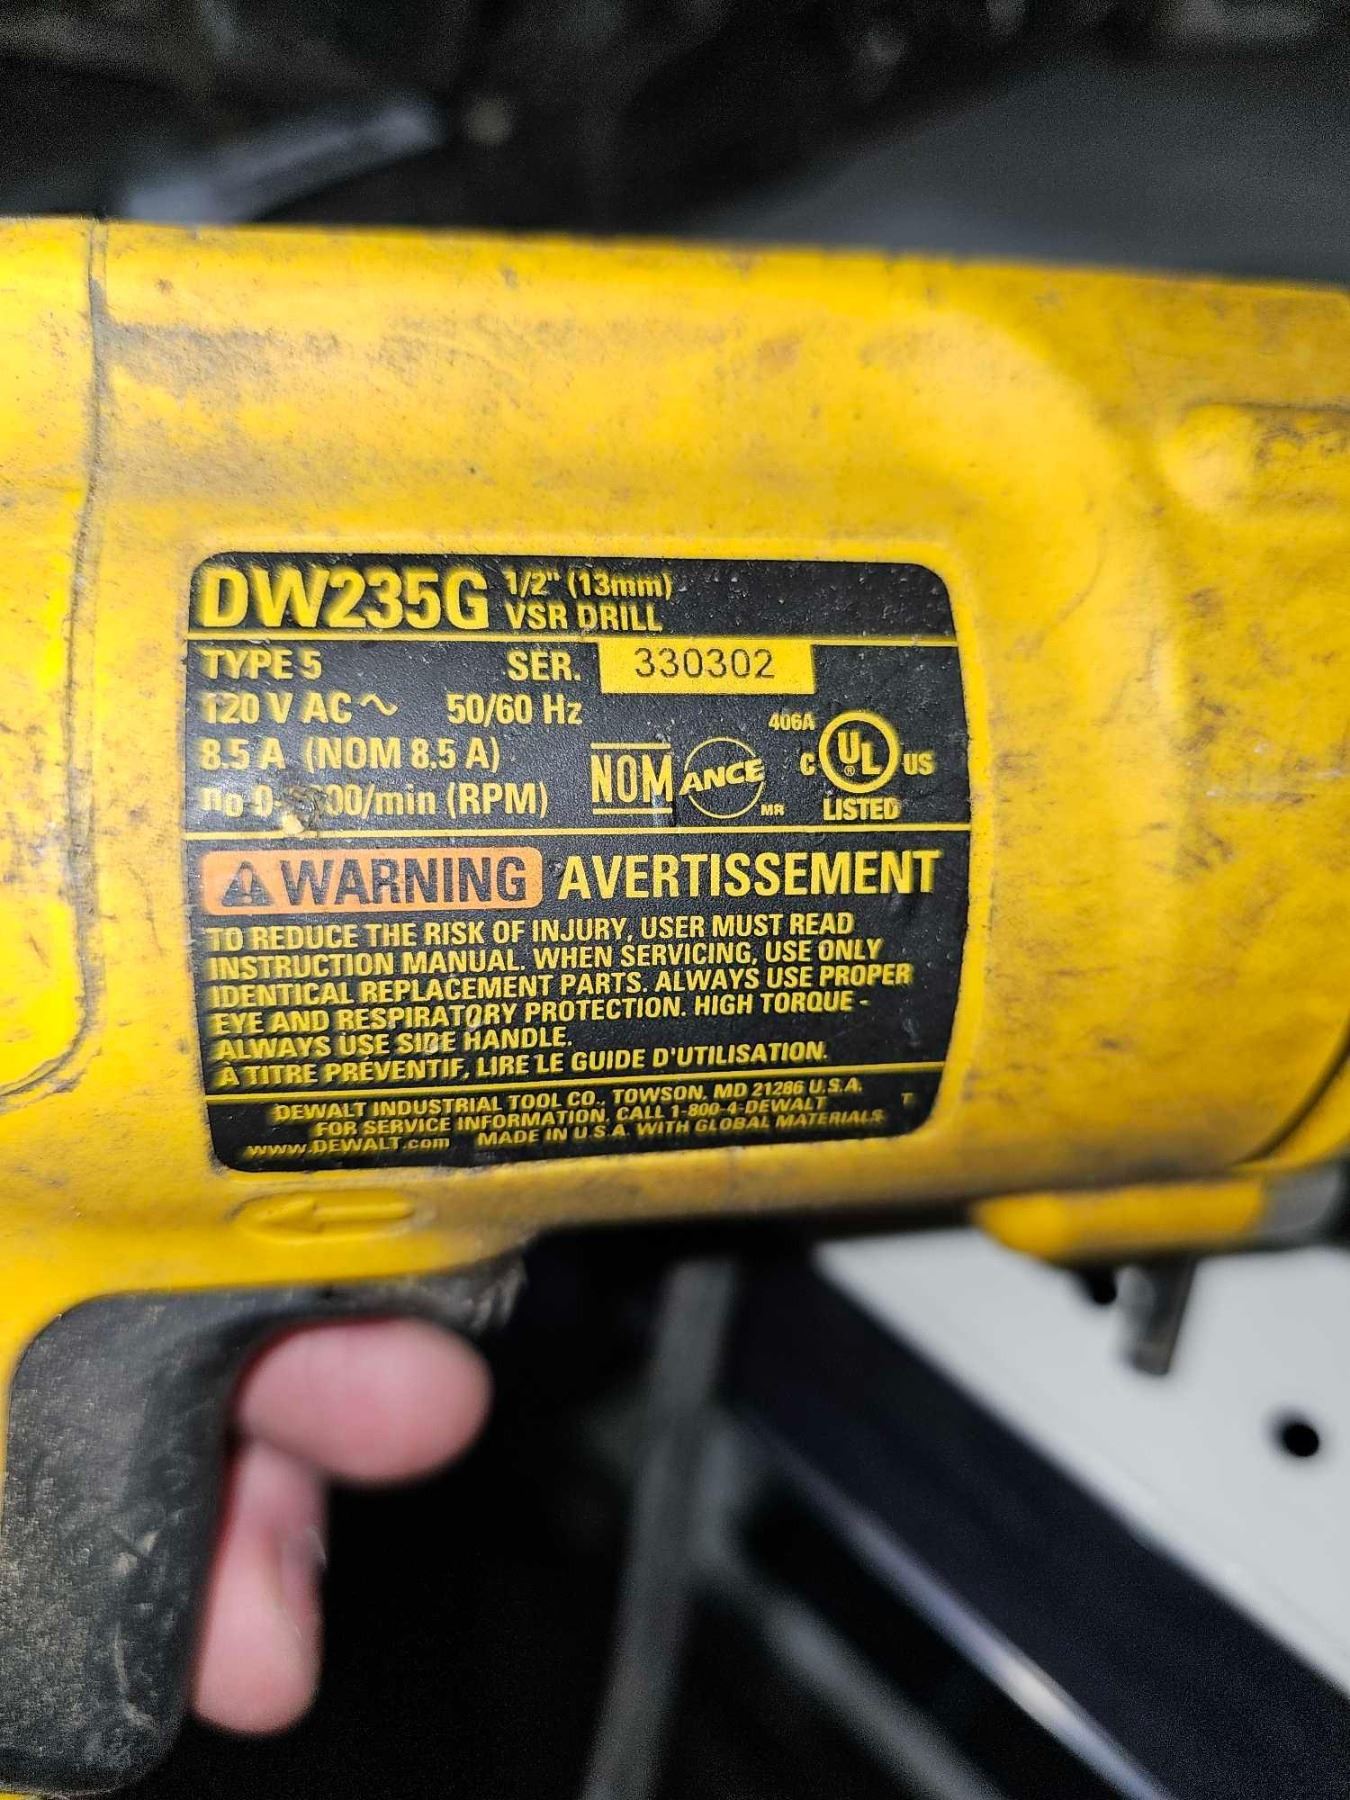 DW235G 1/2" (13mm)
VSR DRILL
TYPE 5 SER. 330302
120 V AC ~ 50/60 Hz
8.5 A (NOM 8.5 A)
no 0- 00/min (RPM)
NOM ANCE MR
406A
C UL ® US
LISTED
WARNING AVERTISSEMENT
TO REDUCE THE RISK OF INJURY, USER MUST READ
INSTRUCTION MANUAL. WHEN SERVICING, USE ONLY
IDENTICAL REPLACEMENT PARTS. ALWAYS USE PROPER
EYE AND RESPIRATORY PROTECTION. HIGH TORQUE -
ALWAYS USE SIDE HANDLE.
À TITRE PRÉVENTIF, LIRE LE GUIDE D'UTILISATION.
DEWALT INDUSTRIAL TOOL CO., TOWSON, MD 21286 U.S.A.
FOR SERVICE INFORMATION, CALL 1-800-4-DEWALT T
www.DEWALT.com MADE IN U.S.A. WITH GLOBAL MATERIALS